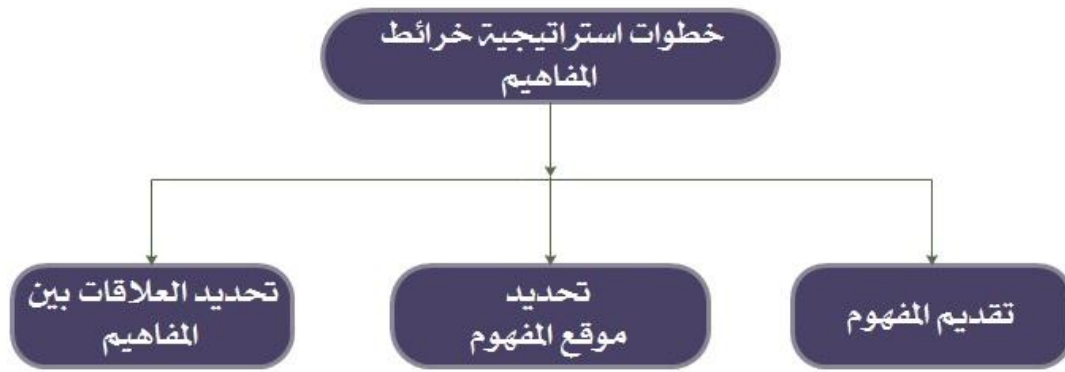 خطوات استراتيجية خرائط
المفاهيم
تقديم المفهوم
تحديد
موقع المفهوم
تحديد العلاقات بين
المفاهيم